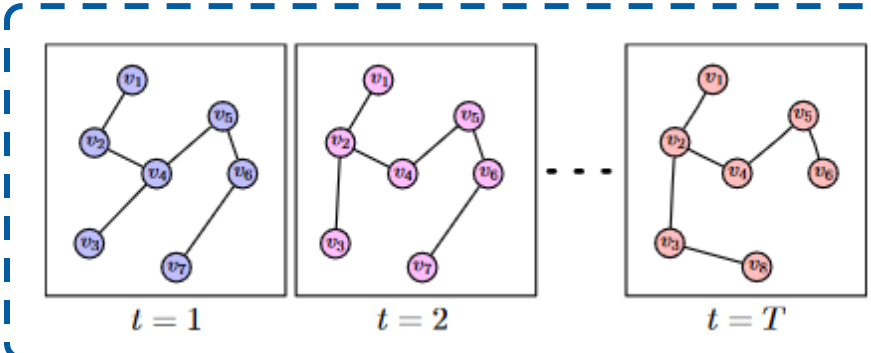 v1 v1 v1
v5 v5 v5
v2 v2 v2
v4 v6 v4 v6 v4 v6
v3 v3 v3
v7 v7 v8
t = 1 t = 2 t = T